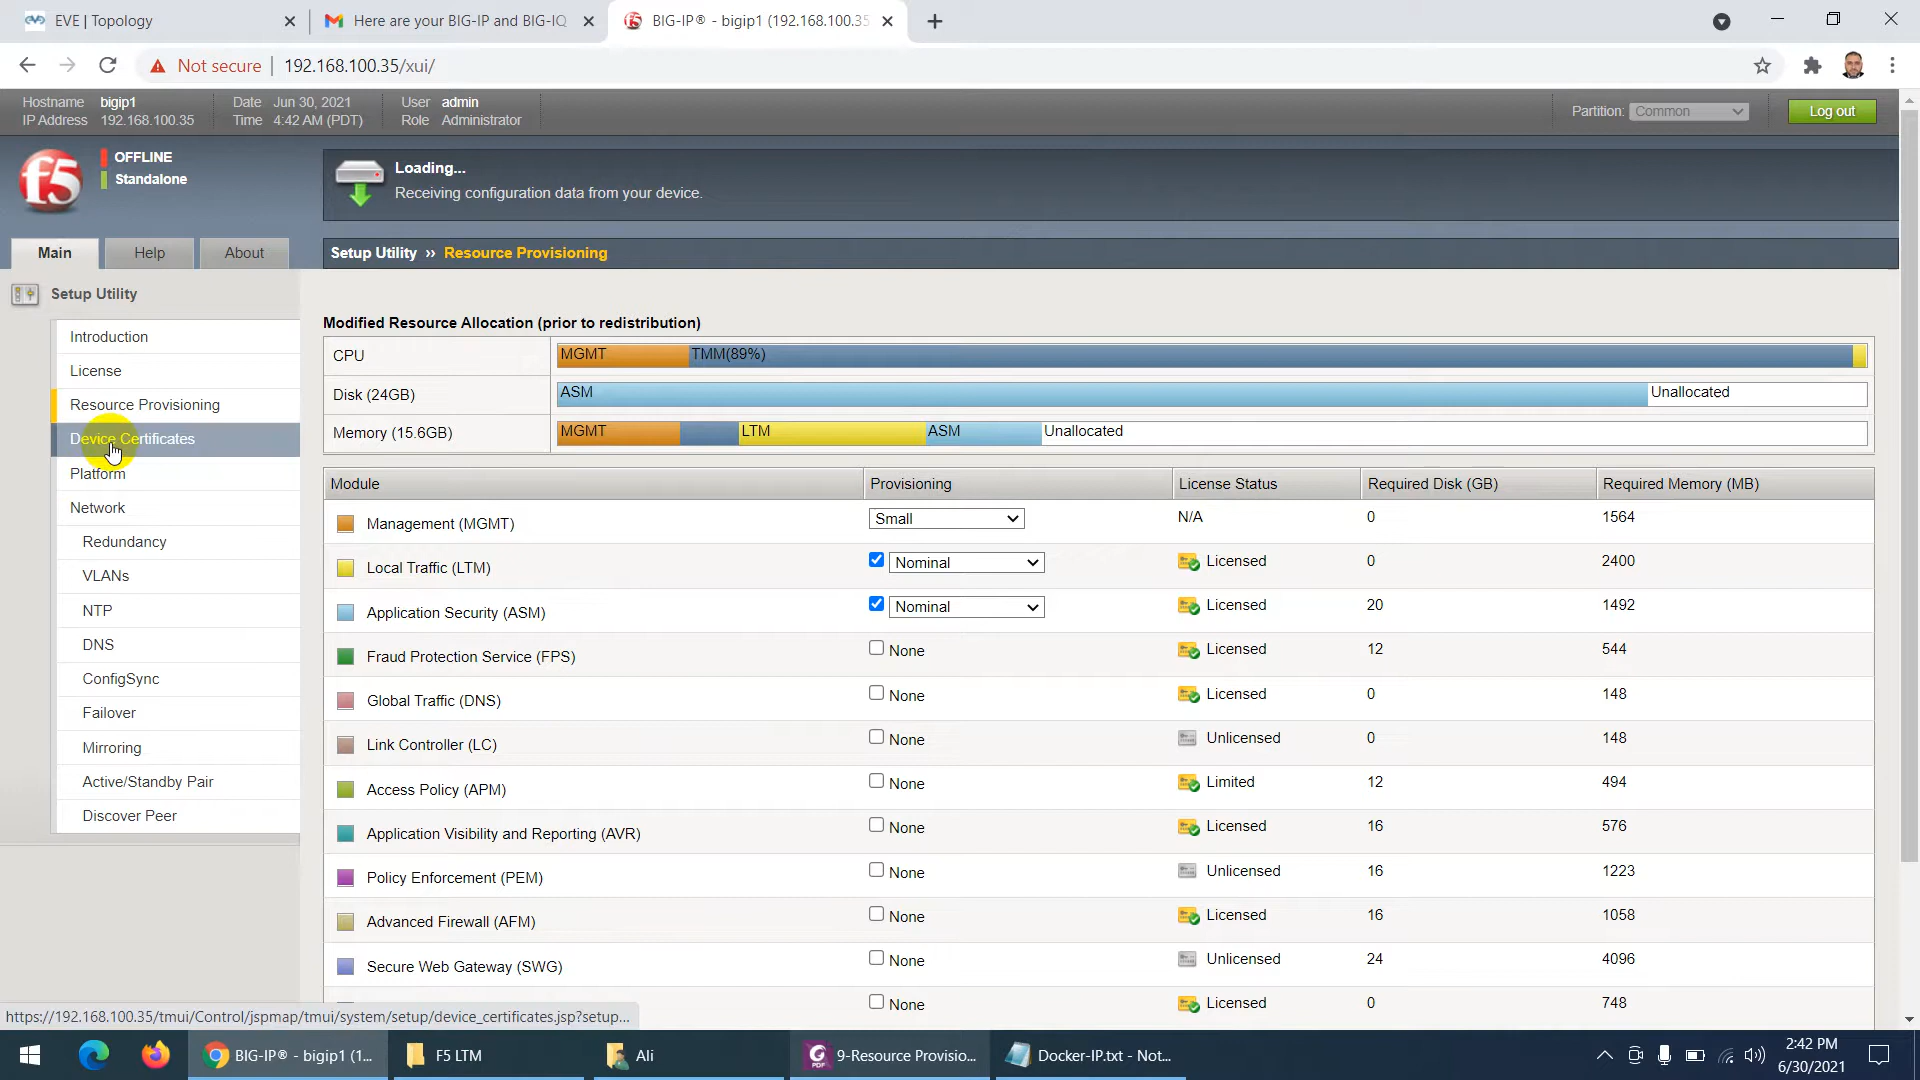 EVE | Topology
Here are your BIG-IP and BIG-IQ
BIG-IP® - bigip1 (192.168.100.35
Not secure
192.168.100.35/xui/
Hostname bigip1
IP Address 192.168.100.35
Date Jun 30, 2021
Time 4:42 AM (PDT)
User admin
Role Administrator
Partition: Common
Log out
f5
OFFLINE
Standalone
Loading...
Receiving configuration data from your device.
Main
Help
About
Setup Utility ›› Resource Provisioning
Setup Utility
Introduction
License
Resource Provisioning
Device Certificates
Platform
Network
Redundancy
VLANs
NTP
DNS
ConfigSync
Failover
Mirroring
Active/Standby Pair
Discover Peer
Modified Resource Allocation (prior to redistribution)
CPU MGMT TMM(89%)
Disk (24GB) ASM Unallocated
Memory (15.6GB) MGMT LTM ASM Unallocated
Module Provisioning License Status Required Disk (GB) Required Memory (MB)
Management (MGMT) Small N/A 0 1564
Local Traffic (LTM) Nominal Licensed 0 2400
Application Security (ASM) Nominal Licensed 20 1492
Fraud Protection Service (FPS) None Licensed 12 544
Global Traffic (DNS) None Licensed 0 148
Link Controller (LC) None Unlicensed 0 148
Access Policy (APM) None Limited 12 494
Application Visibility and Reporting (AVR) None Licensed 16 576
Policy Enforcement (PEM) None Unlicensed 16 1223
Advanced Firewall (AFM) None Licensed 16 1058
Secure Web Gateway (SWG) None Unlicensed 24 4096
None Licensed 0 748
https://192.168.100.35/tmui/Control/jspmap/tmui/system/setup/device_certificates.jsp?setup...
BIG-IP® - bigip1 (1...
F5 LTM
Ali
PDF
9-Resource Provisio...
Docker-IP.txt - Not...
2:42 PM
6/30/2021